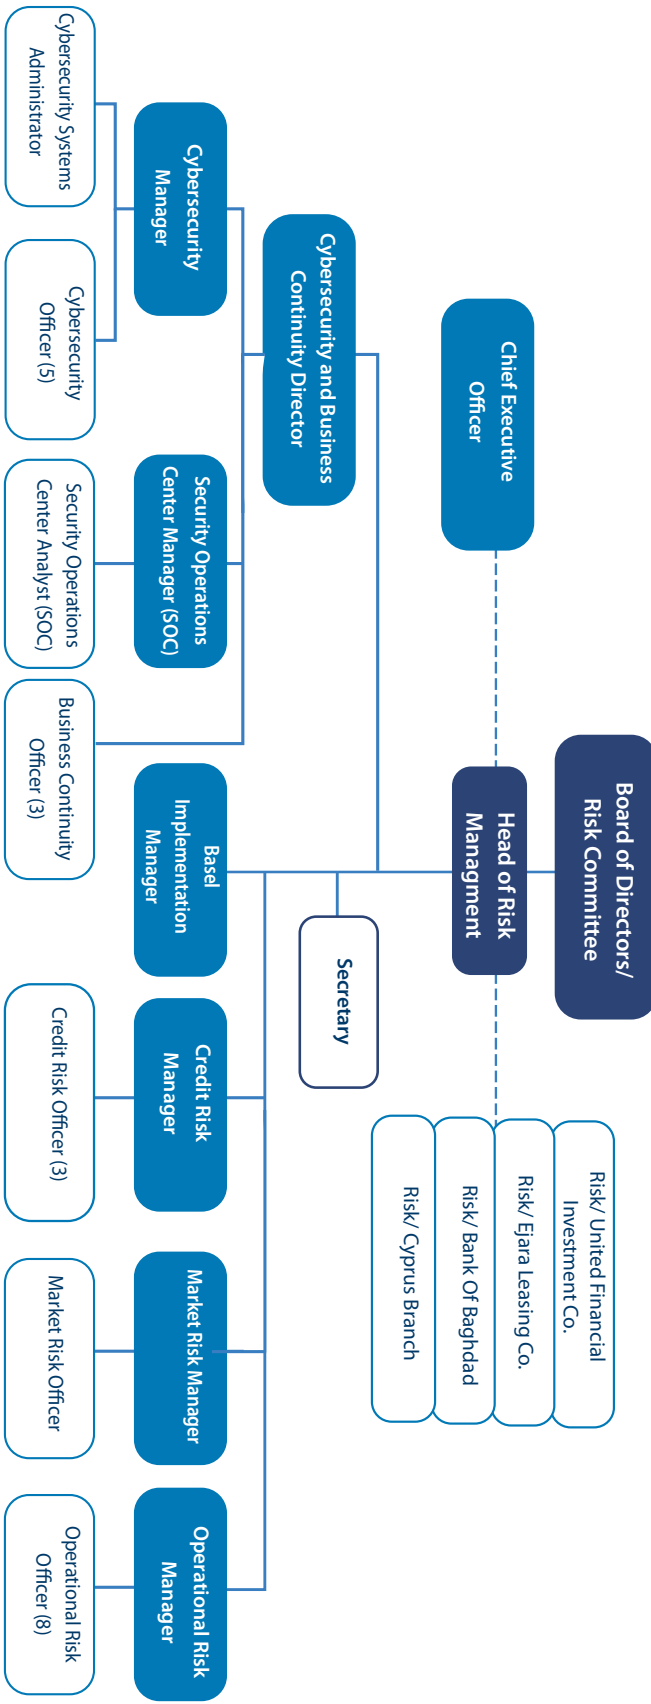 Board of Directors/
Risk Committee
Chief Executive
Officer
Head of Risk
Managment
Risk/ United Financial
Investment Co.
Risk/ Ejara Leasing Co.
Risk/ Bank Of Baghdad
Risk/ Cyprus Branch
Secretary
Cybersecurity and Business
Continuity Director
Cybersecurity
Manager
Security Operations
Center Manager (SOC)
Basel
Implementation
Manager
Credit Risk
Manager
Market Risk Manager
Operational Risk
Manager
Cybersecurity Systems
Administrator
Cybersecurity
Officer (5)
Security Operations
Center Analyst (SOC)
Business Continuity
Officer (3)
Credit Risk Officer (3)
Market Risk Officer
Operational Risk
Officer (8)